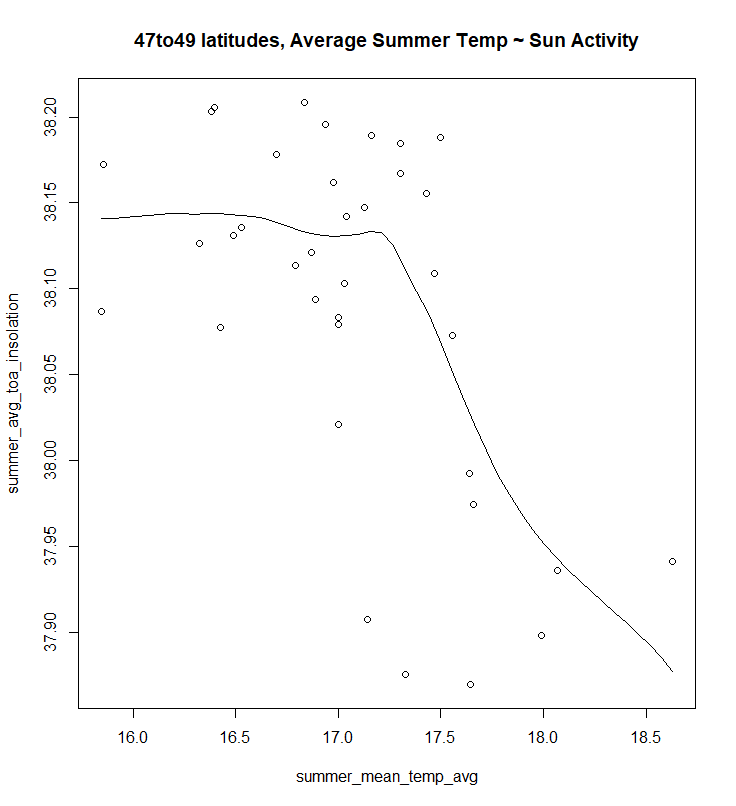 47to49 latitudes, Average Summer Temp ~ Sun Activity
summer_avg_toa_insolation
38.20
38.15
38.10
38.05
38.00
37.95
37.90
16.0 16.5 17.0 17.5 18.0 18.5
summer_mean_temp_avg